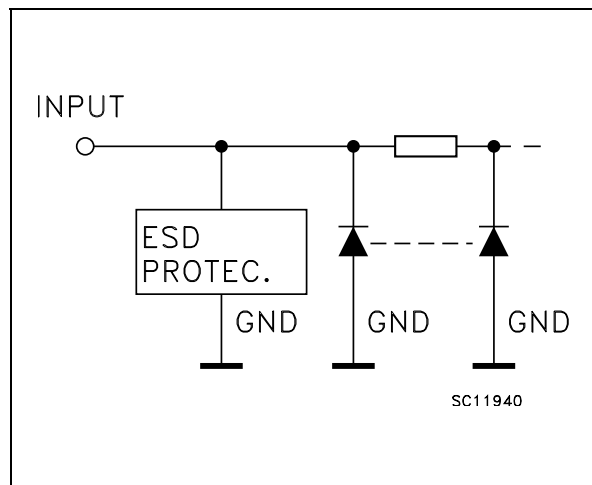 INPUT
ESD
PROTEC.
GND
GND
GND
SC11940